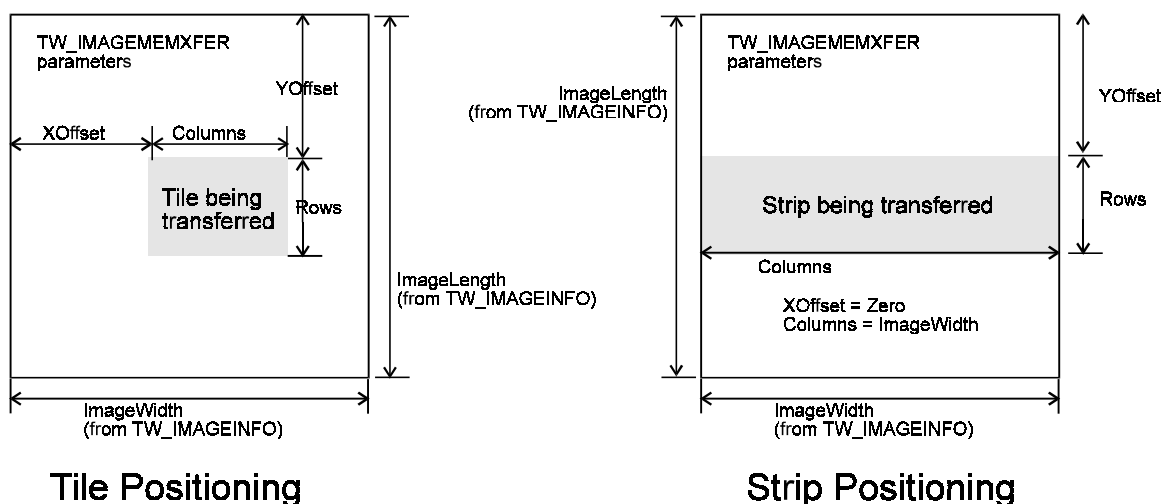 TW_IMAGEMEMXFER
parameters
YOffset
XOffset
Columns
Tile being
transferred
Rows
ImageLength
(from TW_IMAGEINFO)
ImageWidth
(from TW_IMAGEINFO)
Tile Positioning
TW_IMAGEMEMXFER
parameters
ImageLength
(from TW_IMAGEINFO)
YOffset
Strip being transferred
Rows
Columns
XOffset = Zero
Columns = ImageWidth
ImageWidth
(from TW_IMAGEINFO)
Strip Positioning